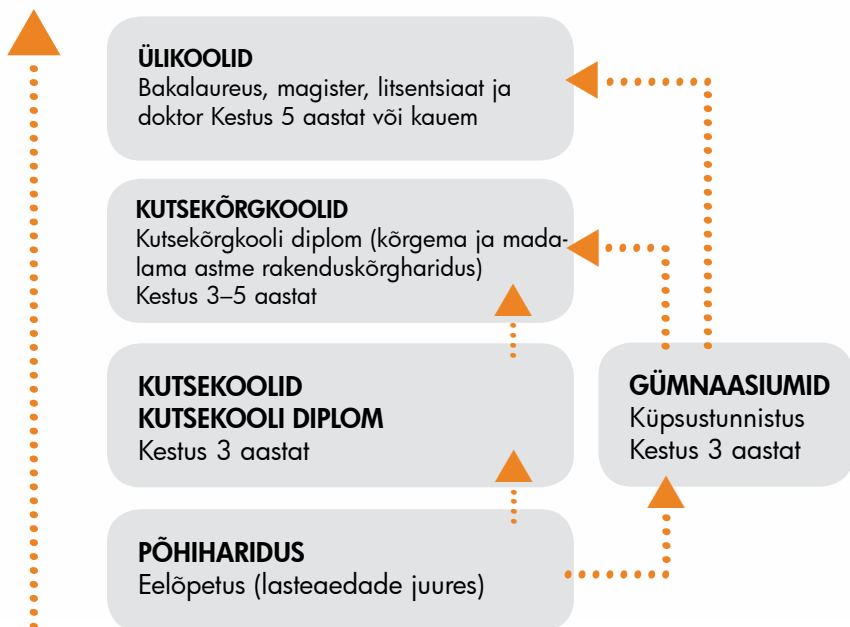 ÜLIKOOLID
Bakalaureus, magister, litsentsiaat ja
doktor Kestus 5 aastat või kauem
KUTSEKÕRGKOOLID
Kutsekõrgkooli diplom (kõrgema ja mada-
lama astme rakenduskõrgharidus)
Kestus 3–5 aastat
KUTSEKOOLID
KUTSEKOOLI DIPLOM
Kestus 3 aastat
GÜMNAASIUMID
Küpsustunnistus
Kestus 3 aastat
PÕHIHARIDUS
Eelõpetus (lasteaedade juures)